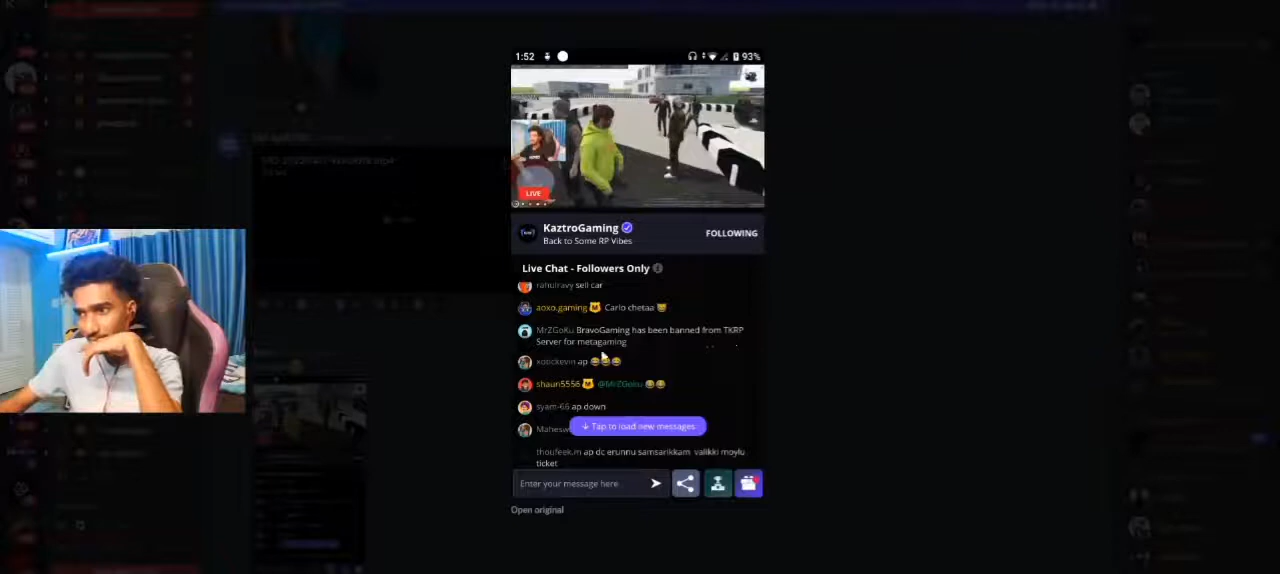 1:52
93%
LIVE
KaztroGaming
Back to Some RP Vibes
FOLLOWING
Live Chat - Followers Only
rahulravy sell car
aoxo.gaming Carlo chetaa
MrZGoKu BravoGaming has been banned from TKRP
Server for metagaming
xotickevin ap
shaun5556 @MrZGoku
syam-66 ap down
Mahesw
↓ Tap to load new messages
thoufeek.m ap dc erunnu samsarikkam valikki moylu
ticket
Enter your message here
Open original